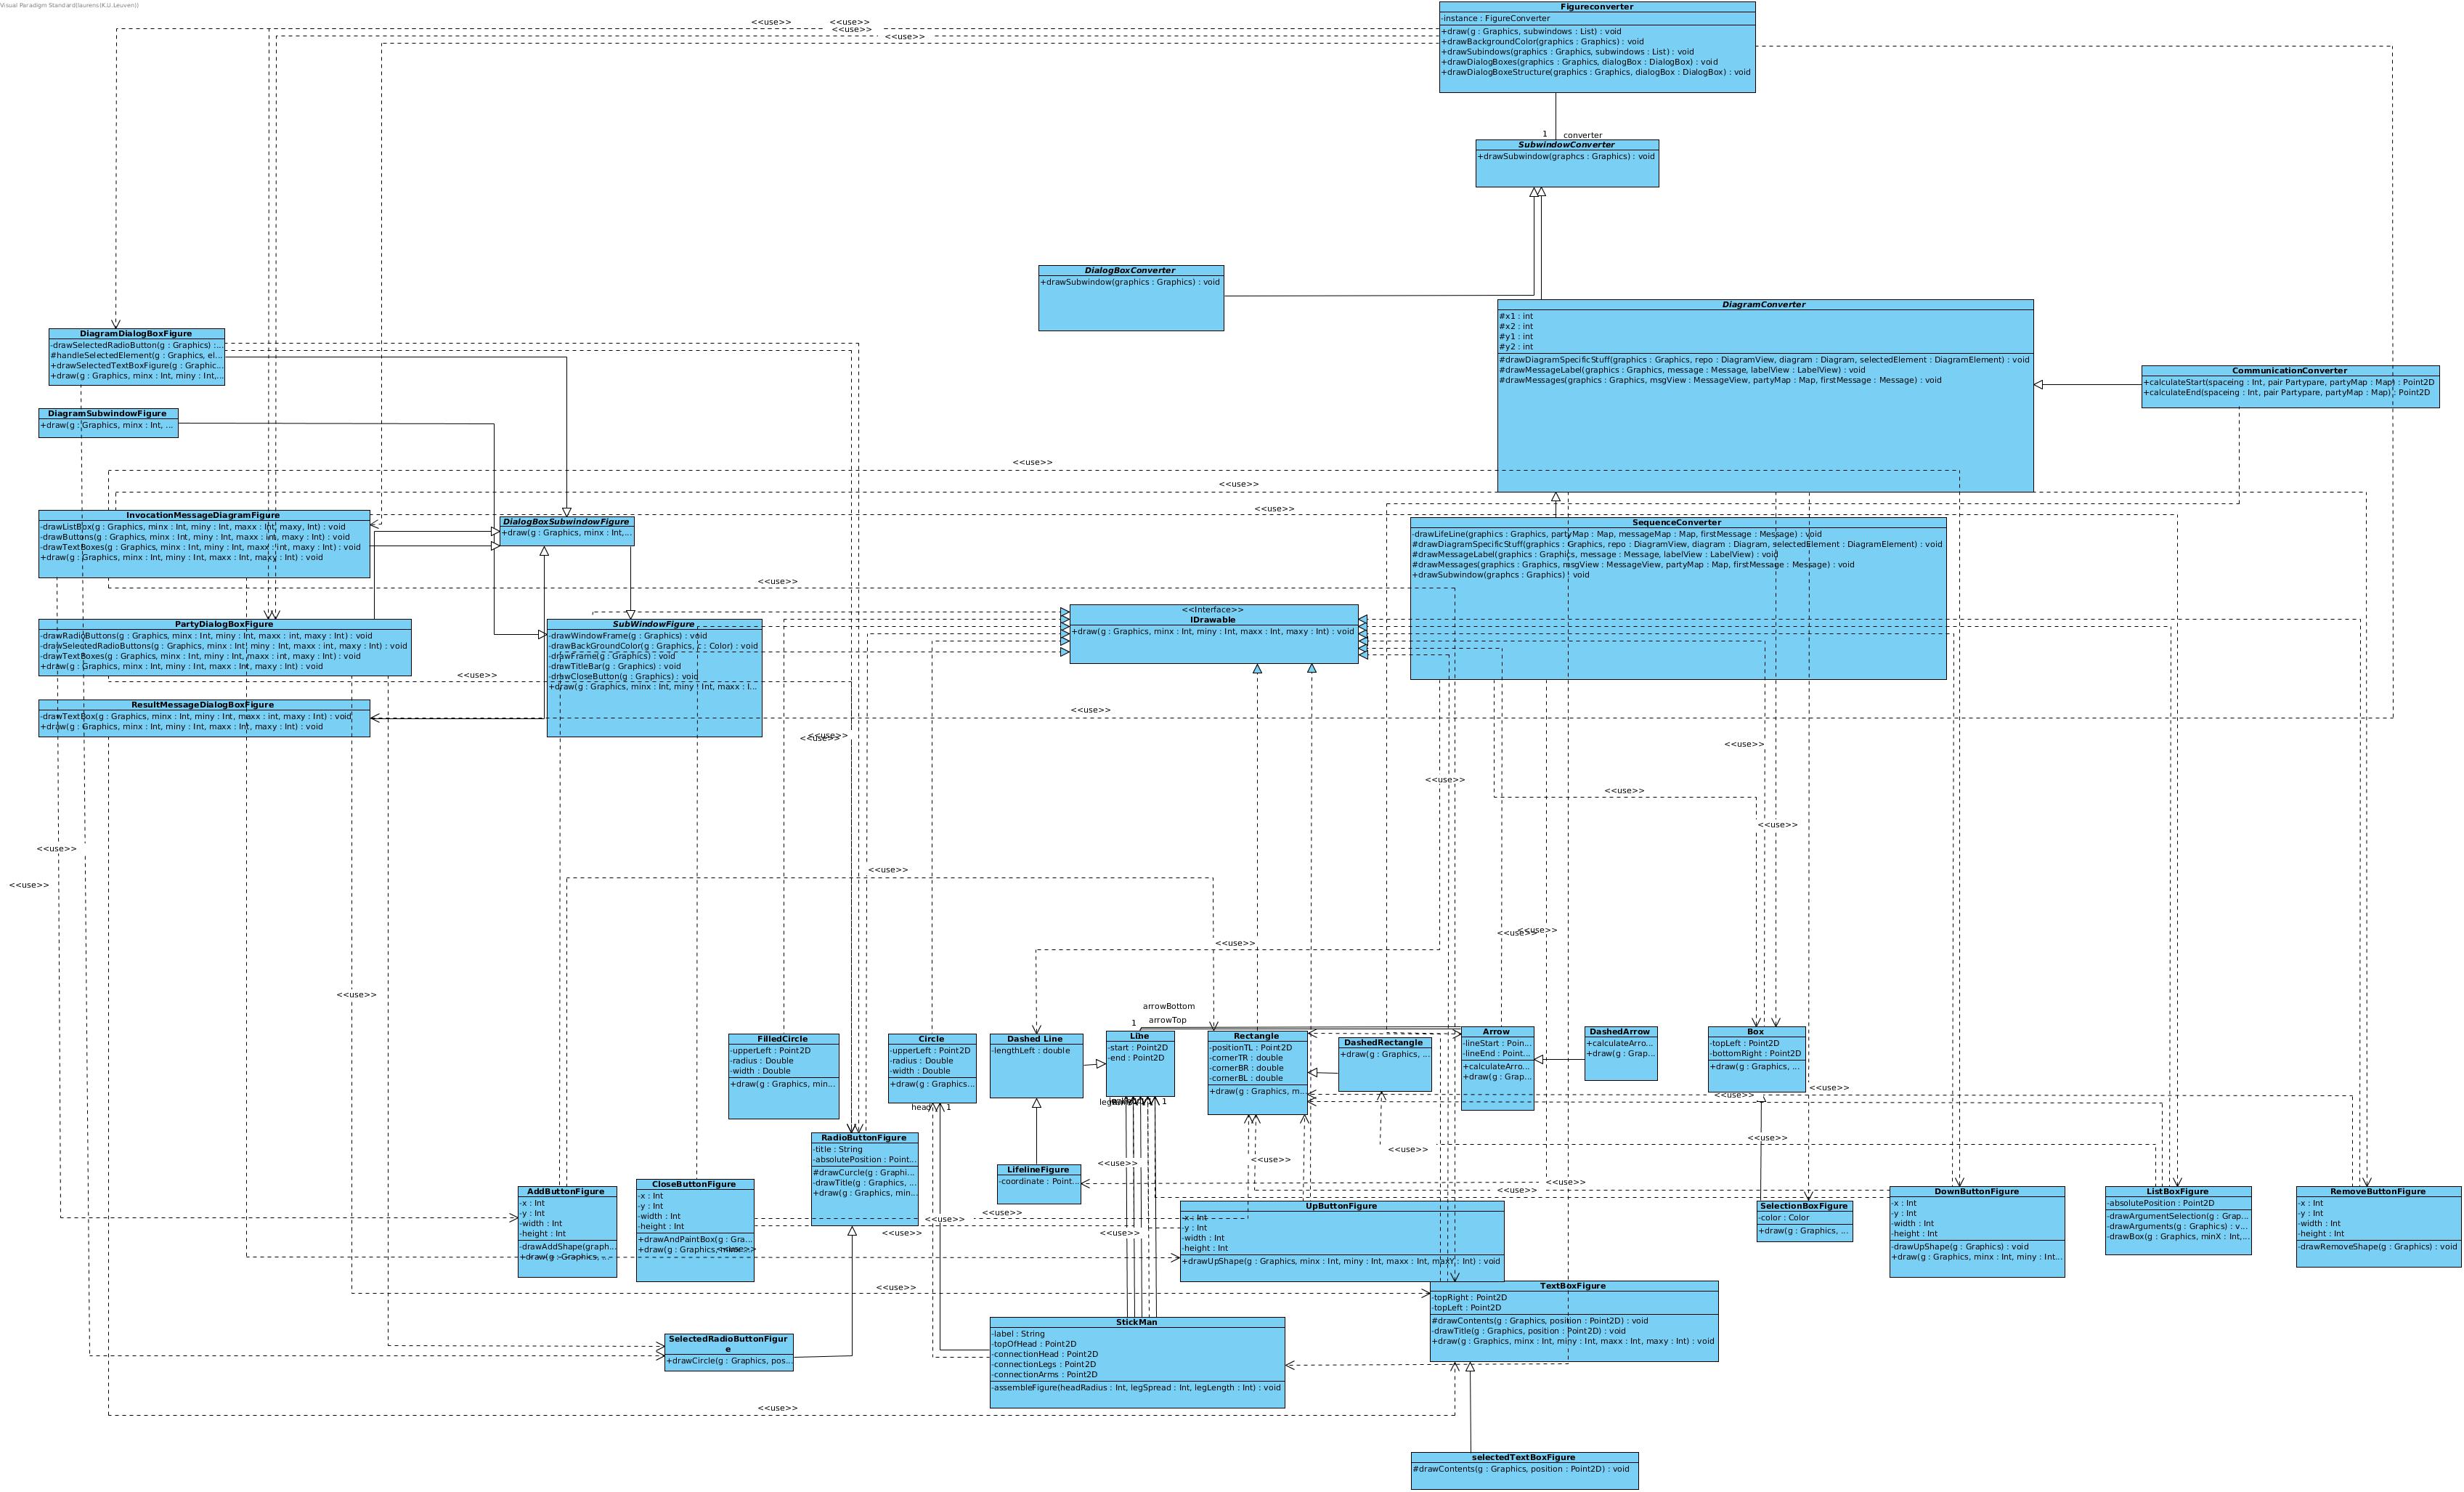 Visual Paradigm Standard(laurens(K.U.Leuven))
Figureconverter
-instance : FigureConverter
+draw(g : Graphics, subwindows : List) : void
+drawBackgroundColor(graphics : Graphics) : void
+drawSubindows(graphics : Graphics, subwindows : List) : void
+drawDialogBoxes(graphics : Graphics, dialogBox : DialogBox) : void
+drawDialogBoxeStructure(graphics : Graphics, dialogBox : DialogBox) : void
<<use>>
<<use>>
<<use>>
<<use>>
1
converter
SubwindowConverter
+drawSubwindow(graphcs : Graphics) : void
DialogBoxConverter
+drawSubwindow(graphics : Graphics) : void
DiagramConverter
#x1 : int
#x2 : int
#y1 : int
#y2 : int
#drawDiagramSpecificStuff(graphics : Graphics, repo : DiagramView, diagram : Diagram, selectedElement : DiagramElement) : void
#drawMessageLabel(graphics : Graphics, message : Message, labelView : LabelView) : void
#drawMessages(graphics : Graphics, msgView : MessageView, partyMap : Map, firstMessage : Message) : void
CommunicationConverter
+calculateStart(spaceing : Int, pair Partypare, partyMap : Map) : Point2D
+calculateEnd(spaceing : Int, pair Partypare, partyMap : Map) : Point2D
DiagramDialogBoxFigure
-drawSelectedRadioButton(g : Graphics) :...
#handleSelectedElement(g : Graphics, el...
+drawSelectedTextBoxFigure(g : Graphic...
+draw(g : Graphics, minx : Int, miny : Int,...
DiagramSubwindowFigure
+draw(g : Graphics, minx : Int, ...
<<use>>
<<use>>
<<use>>
InvocationMessageDiagramFigure
-drawListBox(g : Graphics, minx : Int, miny : Int, maxx : Int, maxy, Int) : void
-drawButtons(g : Graphics, minx : Int, miny : Int, maxx : int, maxy : Int) : void
-drawTextBoxes(g : Graphics, minx : Int, miny : Int, maxx : int, maxy : Int) : void
+draw(g : Graphics, minx : Int, miny : Int, maxx : Int, maxy : Int) : void
DialogBoxSubwindowFigure
+draw(g : Graphics, minx : Int,...
SequenceConverter
-drawLifeLine(graphics : Graphics, partyMap : Map, messageMap : Map, firstMessage : Message) : void
#drawDiagramSpecificStuff(graphics : Graphics, repo : DiagramView, diagram : Diagram, selectedElement : DiagramElement) : void
#drawMessageLabel(graphics : Graphics, message : Message, labelView : LabelView) : void
#drawMessages(graphics : Graphics, msgView : MessageView, partyMap : Map, firstMessage : Message) : void
+drawSubwindow(graphcs : Graphics) : void
<<use>>
<<Interface>>
IDrawable
+draw(g : Graphics, minx : Int, miny : Int, maxx : Int, maxy : Int) : void
PartyDialogBoxFigure
-drawRadioButtons(g : Graphics, minx : Int, miny : Int, maxx : int, maxy : Int) : void
-drawSelectedRadioButtons(g : Graphics, minx : Int, miny : Int, maxx : int, maxy : Int) : void
-drawTextBoxes(g : Graphics, minx : Int, miny : Int, maxx : int, maxy : Int) : void
+draw(g : Graphics, minx : Int, miny : Int, maxx : Int, maxy : Int) : void
SubWindowFigure
-drawWindowFrame(g : Graphics) : void
-drawBackGroundColor(g : Graphics, c : Color) : void
-drawFrame(g : Graphics) : void
-drawTitleBar(g : Graphics) : void
-drawCloseButton(g : Graphics) : void
+draw(g : Graphics, minx : Int, miny : Int, maxx : I...
<<use>>
ResultMessageDialogBoxFigure
-drawTextBox(g : Graphics, minx : Int, miny : Int, maxx : int, maxy : Int) : void
+draw(g : Graphics, minx : Int, miny : Int, maxx : Int, maxy : Int) : void
<<use>>
<<use>>
<<use>>
<<use>>
<<use>>
<<use>>
<<use>>
<<use>>
<<use>>
<<use>>
<<use>>
<<use>>
<<use>>
<<use>>
arrowBottom
1
arrowTop
FilledCircle
-upperLeft : Point2D
-radius : Double
-width : Double
+draw(g : Graphics, min...
Circle
-upperLeft : Point2D
-radius : Double
-width : Double
+draw(g : Graphics...
Dashed Line
-lengthLeft : double
Line
-start : Point2D
-end : Point2D
Rectangle
-positionTL : Point2D
-cornerTR : double
-cornerBR : double
-cornerBL : double
+draw(g : Graphics, m...
DashedRectangle
+draw(g : Graphics, ...
Arrow
-lineStart : Poin...
-lineEnd : Point...
+calculateArro...
+draw(g : Grap...
DashedArrow
+calculateArro...
+draw(g : Grap...
Box
-topLeft : Point2D
-bottomRight : Point2D
+draw(g : Graphics, ...
head
1
1
<<use>>
<<use>>
<<use>>
<<use>>
<<use>>
<<use>>
<<use>>
RadioButtonFigure
-title : String
-absolutePosition : Point...
#drawCurcle(g : Graphi...
-drawTitle(g : Graphics, ...
+draw(g : Graphics, min...
LifelineFigure
-coordinate : Point...
AddButtonFigure
-x : Int
-y : Int
-width : Int
-height : Int
-drawAddShape(graph...
+draw(g : Graphics, ...
CloseButtonFigure
-x : Int
-y : Int
-width : Int
-height : Int
+drawAndPaintBox(g : Gra...
+draw(g : Graphics, minx...
<<use>>
<<use>>
<<use>>
<<use>>
<<use>>
UpButtonFigure
-x : Int
-y : Int
-width : Int
-height : Int
+drawUpShape(g : Graphics, minx : Int, miny : Int, maxx : Int, maxY : Int) : void
SelectionBoxFigure
-color : Color
+draw(g : Graphics, ...
DownButtonFigure
-x : Int
-y : Int
-width : Int
-height : Int
-drawUpShape(g : Graphics) : void
+draw(g : Graphics, minx : Int, miny : Int...
ListBoxFigure
-absolutePosition : Point2D
-drawArgumentSelection(g : Grap...
-drawArguments(g : Graphics) : v...
-drawBox(g : Graphics, minX : Int,...
RemoveButtonFigure
-x : Int
-y : Int
-width : Int
-height : Int
-drawRemoveShape(g : Graphics) : void
<<use>>
TextBoxFigure
-topRight : Point2D
-topLeft : Point2D
#drawContents(g : Graphics, position : Point2D) : void
-drawTitle(g : Graphics, position : Point2D) : void
+draw(g : Graphics, minx : Int, miny : Int, maxx : Int, maxy : Int) : void
StickMan
-label : String
-topOfHead : Point2D
-connectionHead : Point2D
-connectionLegs : Point2D
-connectionArms : Point2D
-assembleFigure(headRadius : Int, legSpread : Int, legLength : Int) : void
SelectedRadioButtonFigur
e
+drawCircle(g : Graphics, pos...
<<use>>
selectedTextBoxFigure
#drawContents(g : Graphics, position : Point2D) : void